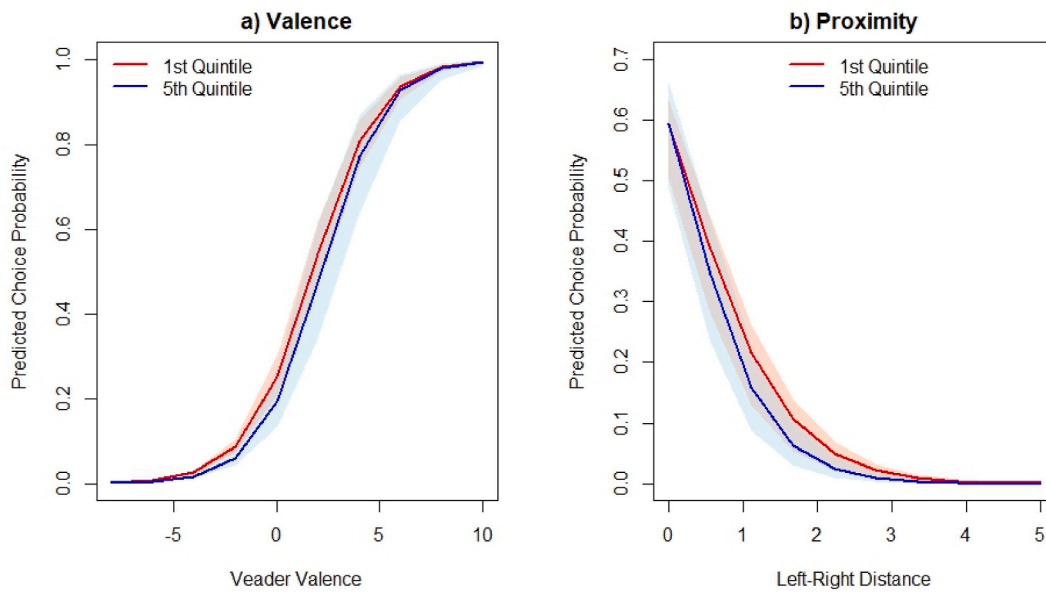 a) Valence
1st Quintile
5th Quintile
Predicted Choice Probability
1.0
0.8
0.6
0.4
0.2
0.0
-5 0 5 10
Veader Valence
b) Proximity
1st Quintile
5th Quintile
Predicted Choice Probability
0.7
0.6
0.5
0.4
0.3
0.2
0.1
0.0
0 1 2 3 4 5
Left-Right Distance